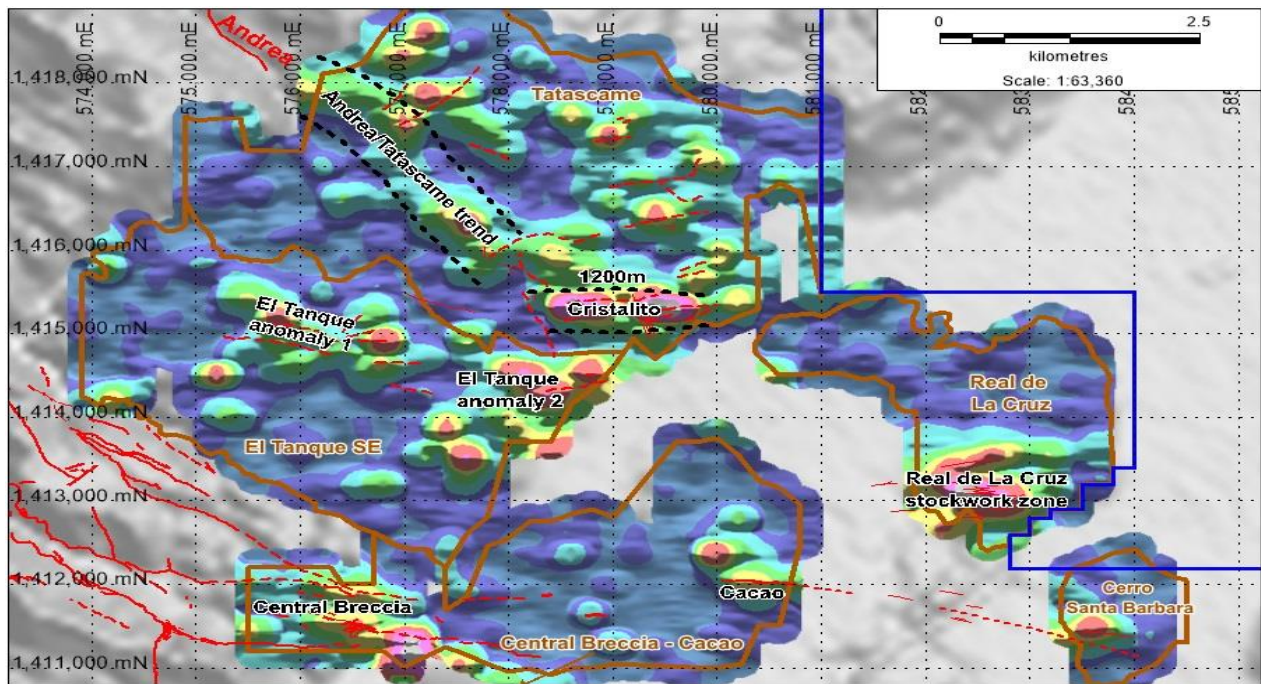 0 2.5
kilometres
Scale: 1:63,360
574,000.mE
575,000.mE
576,000.mE
577,000.mE
578,000.mE
580,000.mE
581,000.mE
1,418,000.mN
1,417,000.mN
1,416,000.mN
1,415,000.mN
1,414,000.mN
1,413,000.mN
1,412,000.mN
1,411,000.mN
Andrea
Tatascame
Andrea/Tatascame trend
1200m
Cristalito
El Tanque
anomaly 1
El Tanque
anomaly 2
Real de
La Cruz
El Tanque SE
Real de La Cruz
stockwork zone
Central Breccia
Cacao
Cerro
Santa Barbara
Central Breccia - Cacao